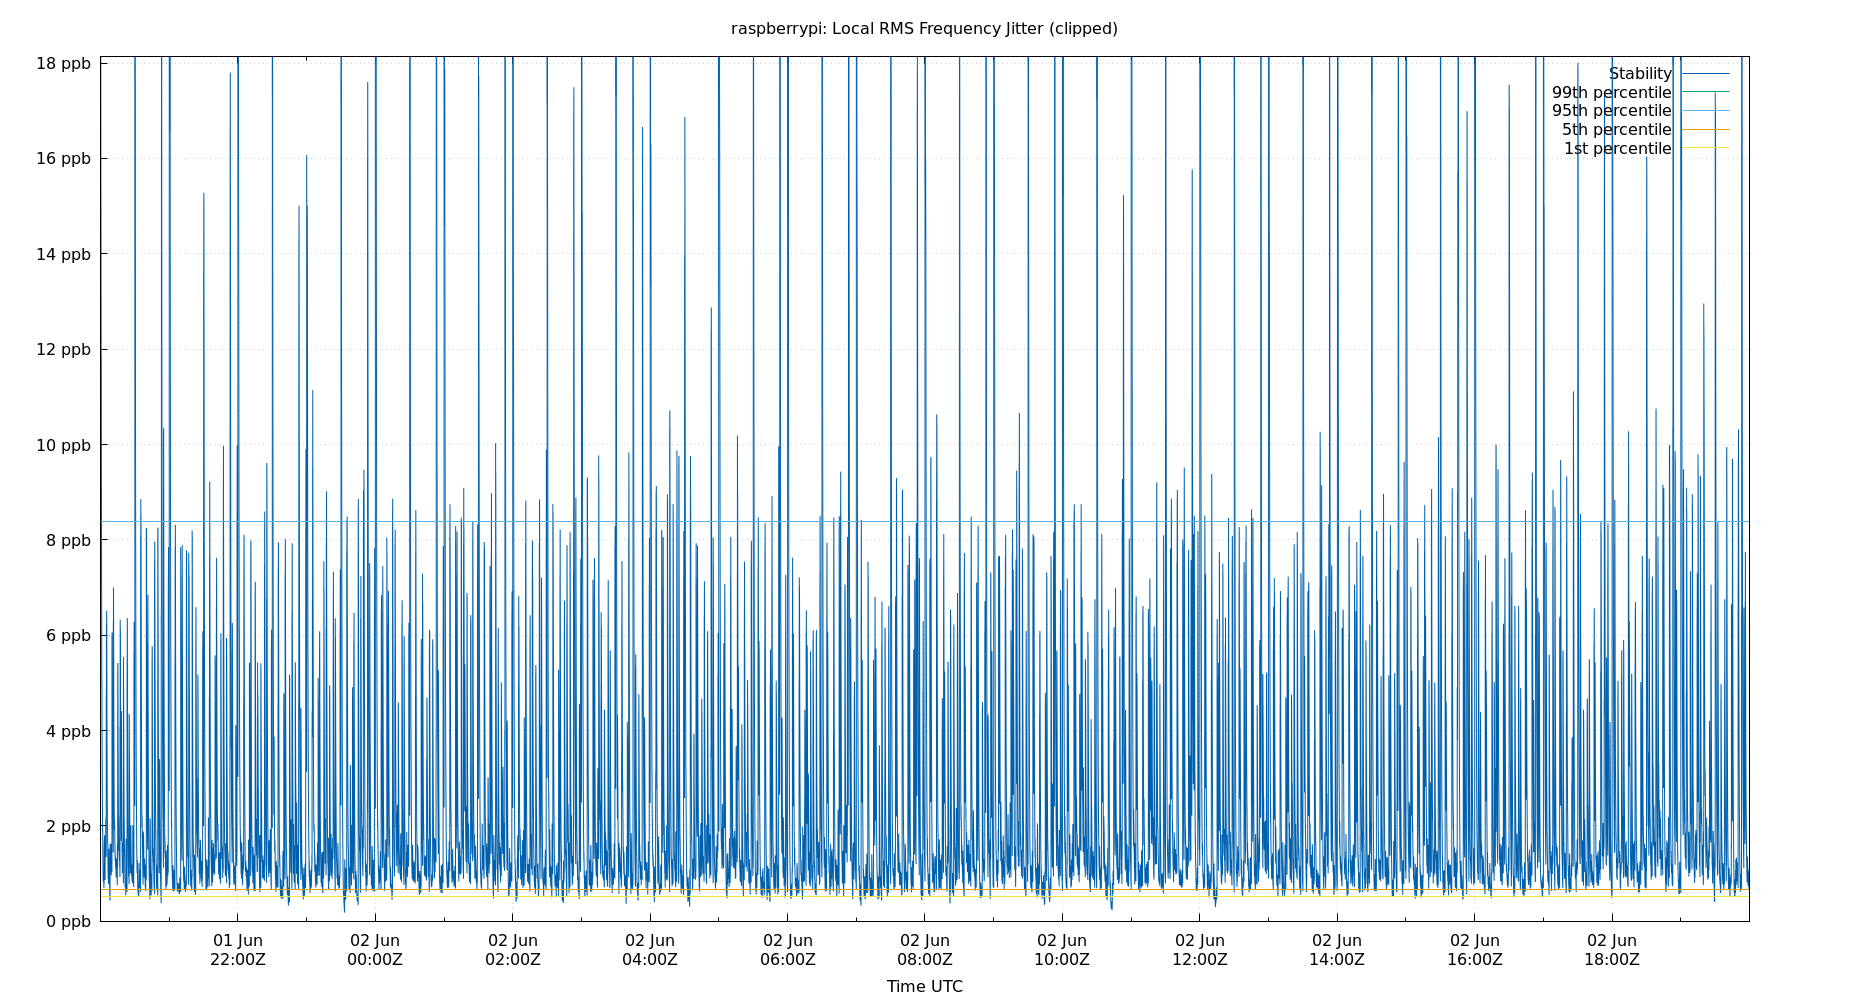 raspberrypi: Local RMS Frequency Jitter (clipped)
18 ppb
16 ppb
14 ppb
12 ppb
10 ppb
8 ppb
6 ppb
4 ppb
2 ppb
0 ppb
Stability
99th percentile
95th percentile
5th percentile
1st percentile
01 Jun 02 Jun 02 Jun 02 Jun 02 Jun 02 Jun 02 Jun 02 Jun 02 Jun 02 Jun 02 Jun
22:00Z 00:00Z 02:00Z 04:00Z 06:00Z 08:00Z 10:00Z 12:00Z 14:00Z 16:00Z 18:00Z
Time UTC